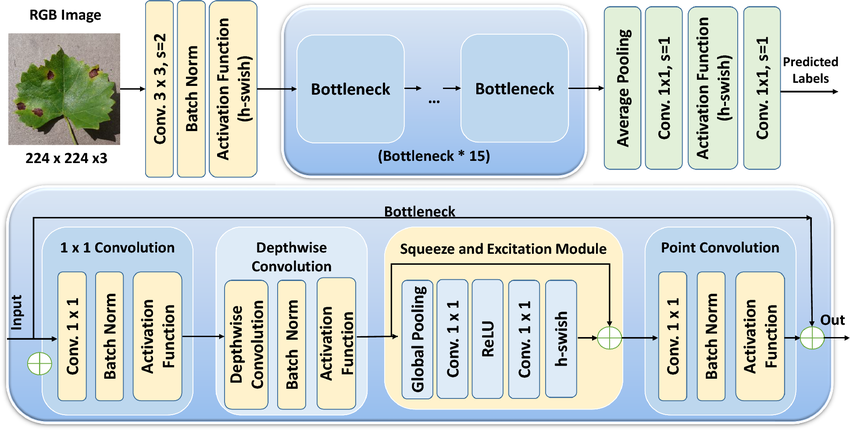 RGB Image
224 x 224 x3
Conv. 3 x 3, s=2
Batch Norm
Activation Function
(h-swish)
Bottleneck
...
Bottleneck
(Bottleneck * 15)
Average Pooling
Conv. 1x1, s=1
Activation Function
(h-swish)
Conv. 1x1, s=1
Predicted
Labels
Bottleneck
Input
1 x 1 Convolution
Conv. 1 x 1
Batch Norm
Activation
Function
Depthwise
Convolution
Depthwise
Convolution
Batch Norm
Activation
Function
Squeeze and Excitation Module
Global Pooling
Conv. 1 x 1
ReLU
Conv. 1 x 1
h-swish
Point Convolution
Conv. 1 x 1
Batch Norm
Activation
Function
Out